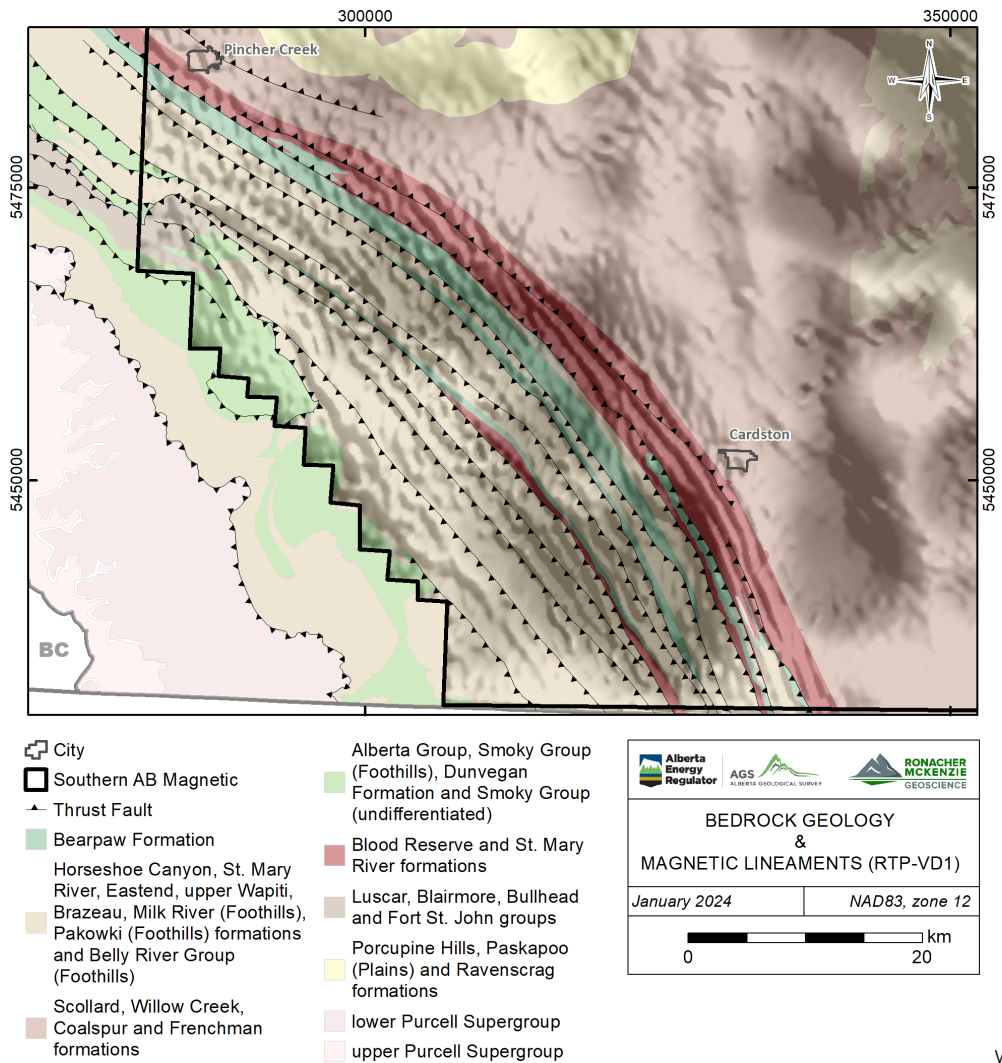 300000
350000
Pincher Creek
N
W
E
S
5475000
5475000
Cardston
5450000
5450000
BC
City
Southern AB Magnetic
Thrust Fault
Bearpaw Formation
Horseshoe Canyon, St. Mary
River, Eastend, upper Wapiti,
Brazeau, Milk River (Foothills),
Pakowki (Foothills) formations
and Belly River Group
(Foothills)
Scollard, Willow Creek,
Coalspur and Frenchman
formations
Alberta Group, Smoky Group
(Foothills), Dunvegan
Formation and Smoky Group
(undifferentiated)
Blood Reserve and St. Mary
River formations
Luscar, Blairmore, Bullhead
and Fort St. John groups
Porcupine Hills, Paskapoo
(Plains) and Ravenscrag
formations
lower Purcell Supergroup
upper Purcell Supergroup
Alberta
Energy
Regulator
AGS
ALBERTA GEOLOGICAL SURVEY
RONACHER
MCKENZIE
GEOSCIENCE
BEDROCK GEOLOGY
&
MAGNETIC LINEAMENTS (RTP-VD1)
January 2024
NAD83, zone 12
km
0
20